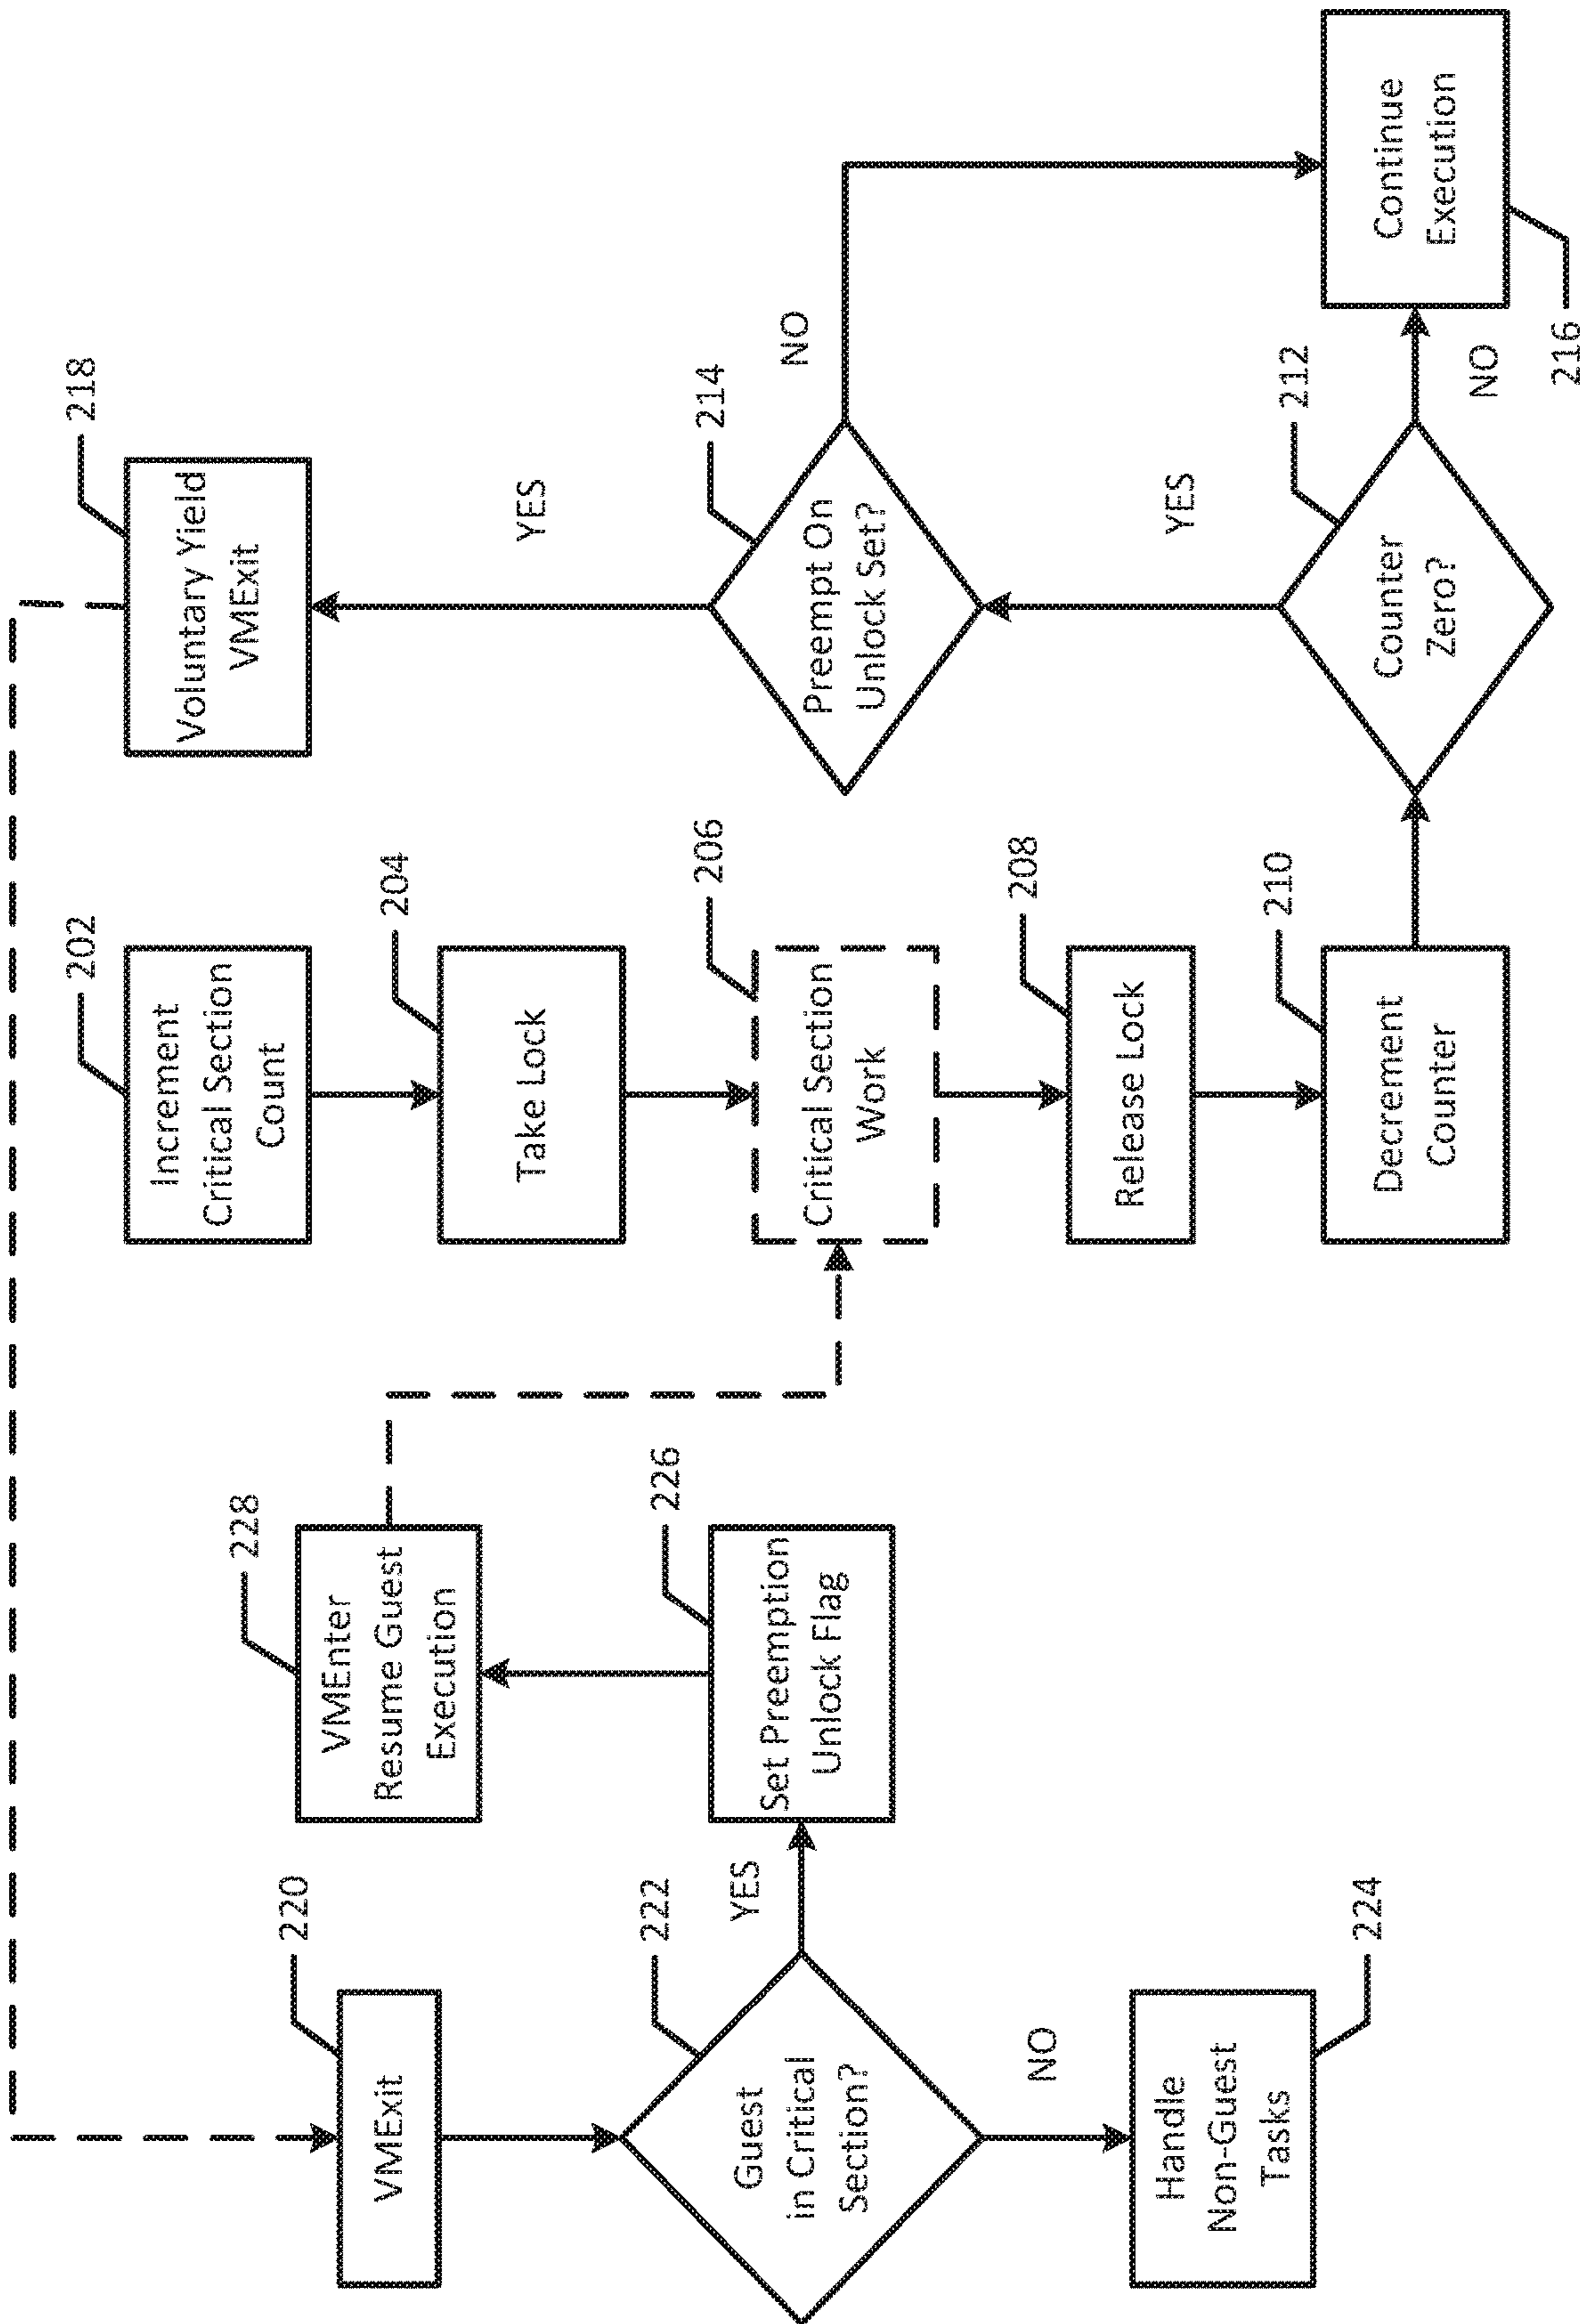 220
VMExit
222
Guest
in Critical
Section?
YES
NO
Handle
Non-Guest
Tasks
224
228
VMEnter
Resume Guest
Execution
226
Set Preemption
Unlock Flag
202
Increment
Critical Section
Count
204
Take Lock
206
Critical Section
Work
208
Release Lock
210
Decrement
Counter
218
Voluntary Yield
VMExit
YES
214
Preempt On
Unlock Set?
NO
YES
212
Counter
Zero?
NO
Continue
Execution
216